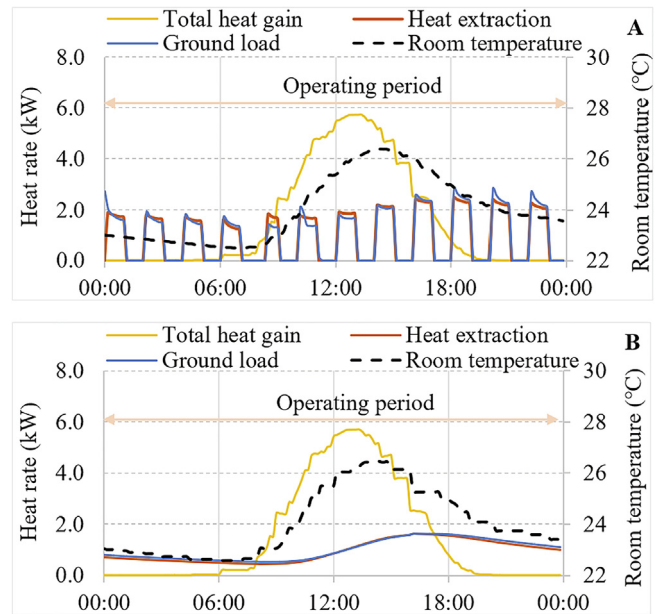 Total heat gain Heat extraction
Ground load Room temperature
A
8.0 30
Operating period
6.0 28
4.0 26
2.0 24
0.0 22
Heat rate (kW)
Room temperature (℃)
00:00 06:00 12:00 18:00 00:00
Total heat gain Heat extraction
Ground load Room temperature
B
8.0 30
Operating period
6.0 28
4.0 26
2.0 24
0.0 22
Heat rate (kW)
Room temperature (℃)
00:00 06:00 12:00 18:00 00:00